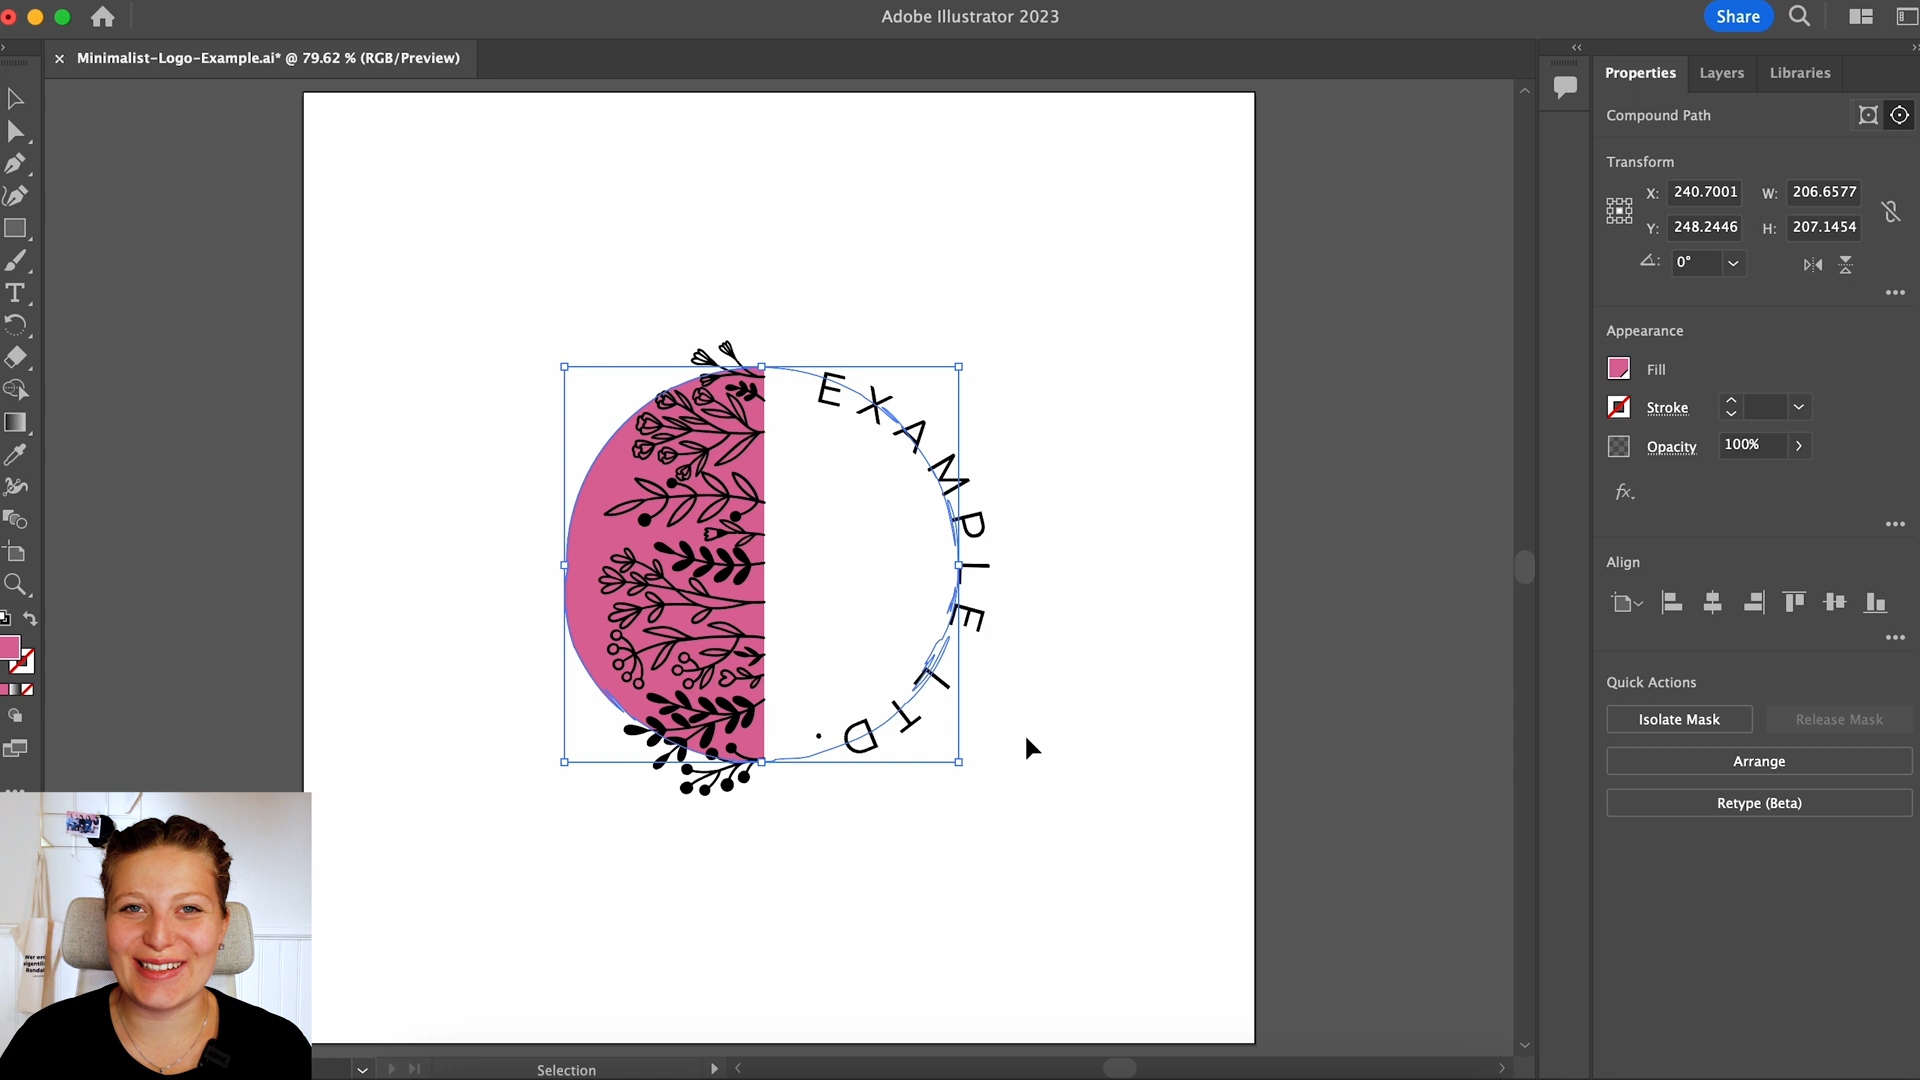 Adobe Illustrator 2023
Share
Minimalist-Logo-Example.ai* @ 79.62 % (RGB/Preview)
Properties
Layers
Libraries
Compound Path
Transform
X: 240.7001 W: 206.6577
Y: 248.2446 H: 207.1454
0°
Appearance
Fill
Stroke
Opacity 100%
fx.
Align
Quick Actions
Isolate Mask
Release Mask
Arrange
Retype (Beta)
EXAMPLE LTD.
Selection